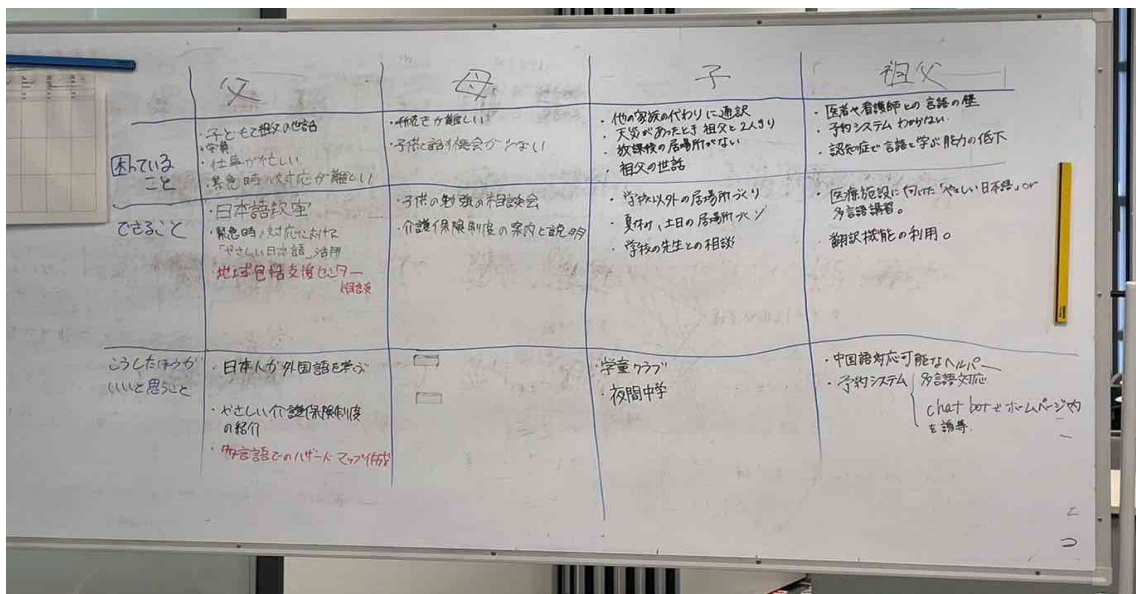 父
母
子
祖父
困っている
こと
・子どもと祖父の世話
・仕事が忙しい
・緊急時の対応が難しい
・手続きが難しい
・子供と話す機会が少ない
・他の家族の代わりに通訳
・天災があったとき 祖父と2人きり
・放課後の居場所がない
・祖父の世話
・医者や看護師との言語の壁
・予約システム わからない
・認知症で言語を学ぶ能力の低下
できること
・日本語教室
・緊急時の対応における
「やさしい日本語」活用
・地域包括支援センター
相談
・子供の勉強の相談会
・介護保険制度の案内と説明
・学校以外の居場所づくり
・夏休み、土日の居場所づくり
・学校の先生との相談
・医療施設に向けた「やさしい日本語」or
多言語講習。
・翻訳機能の利用。
こうしたほうが
いいと思うこと
・日本人が外国語を学ぶ
・やさしい介護保険制度
の紹介
・多言語でのハザードマップ作成
・学童クラブ
・夜間中学
・中国語対応可能なヘルパー
・予約システム 多言語対応
chat botでホームページ内
を誘導